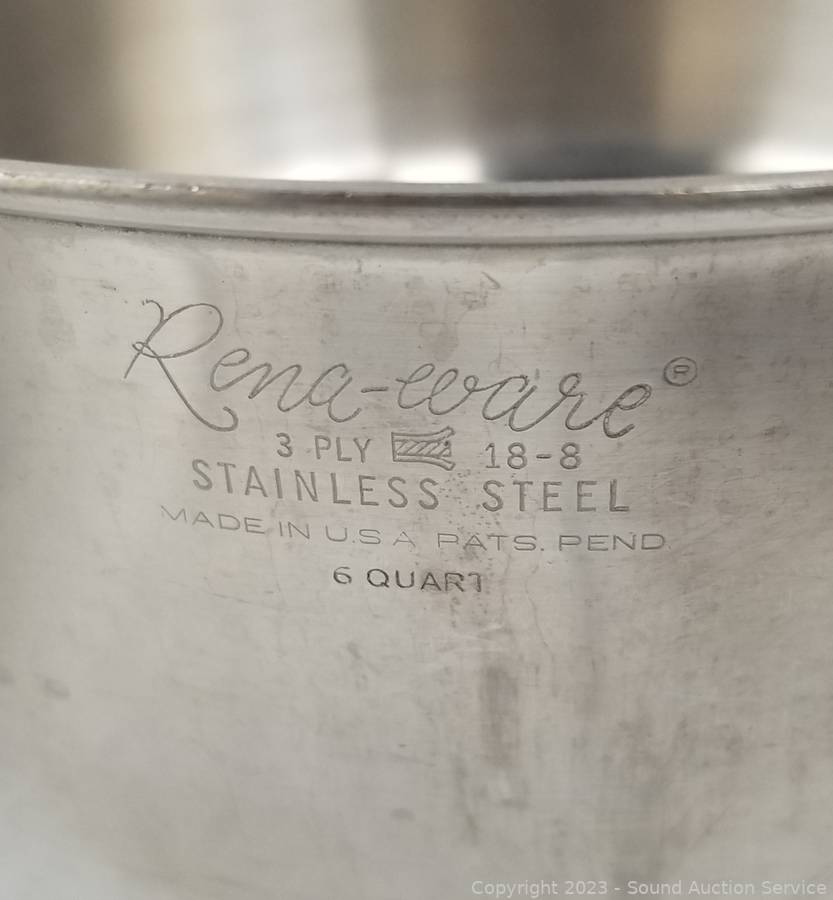 Rena-ware®
3 PLY 18-8
STAINLESS STEEL
MADE IN U.S.A. PATS. PEND.
6 QUART
Copyright 2023 - Sound Auction Service